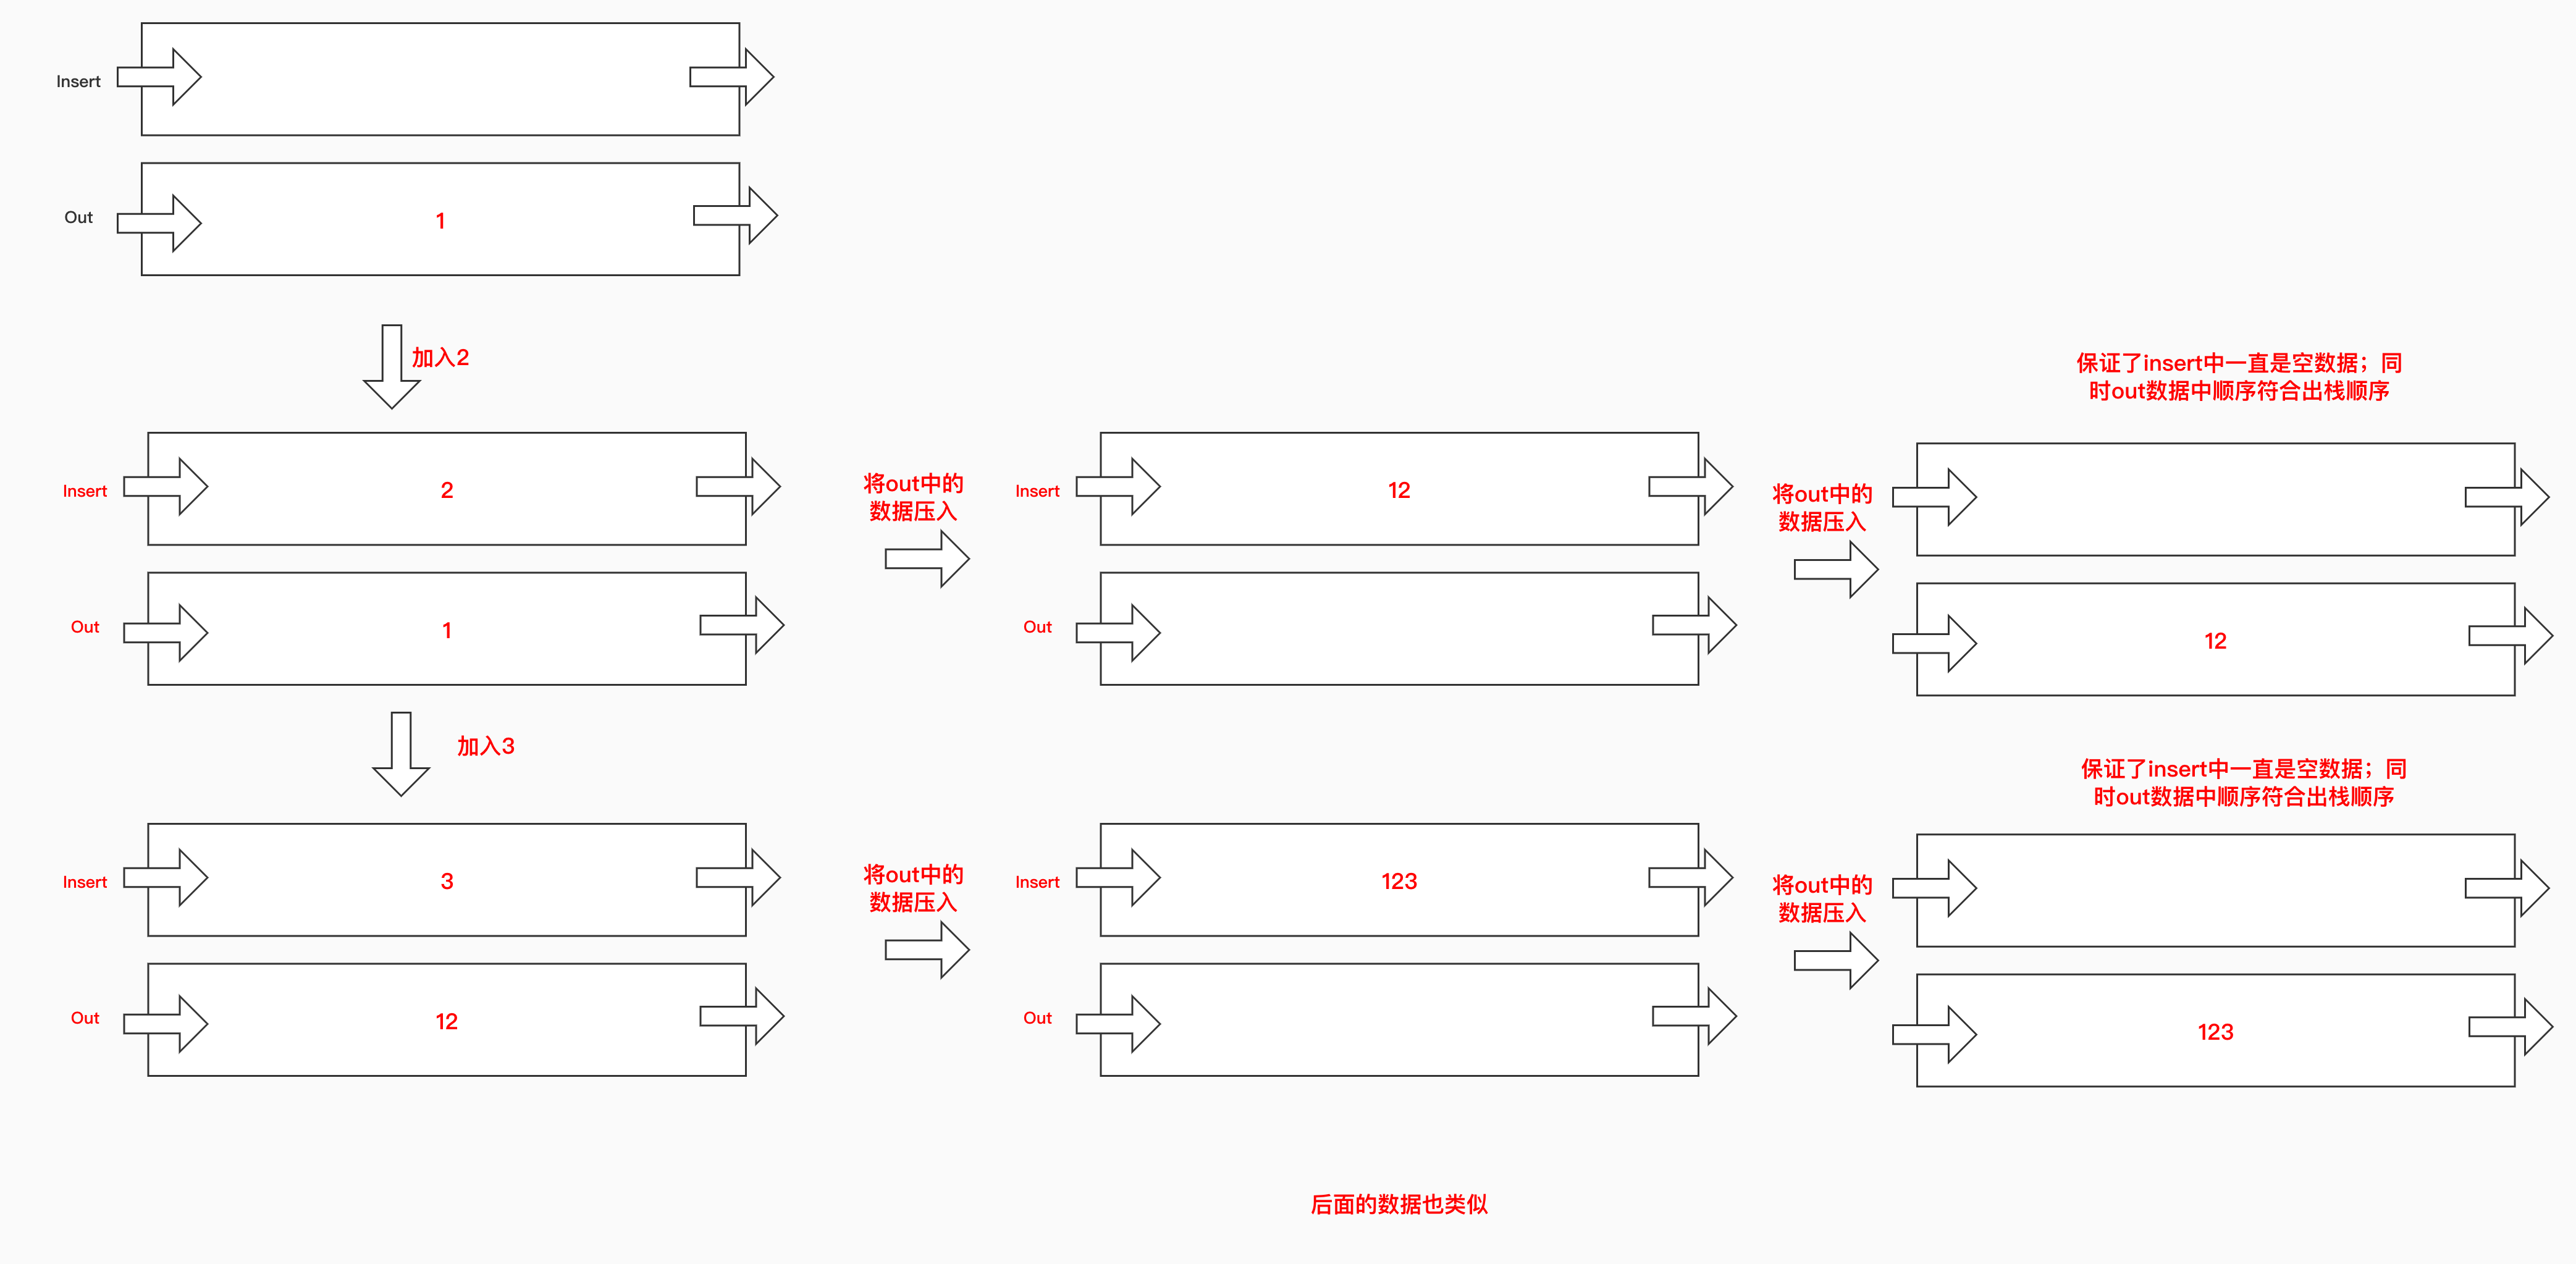 Insert
Out
1
加入2
保证了insert中一直是空数据；同
时out数据中顺序符合出栈顺序
Insert
2
Out
1
将out中的
数据压入
Insert
12
Out
将out中的
数据压入
12
加入3
保证了insert中一直是空数据；同
时out数据中顺序符合出栈顺序
Insert
3
Out
12
将out中的
数据压入
Insert
123
Out
将out中的
数据压入
123
后面的数据也类似